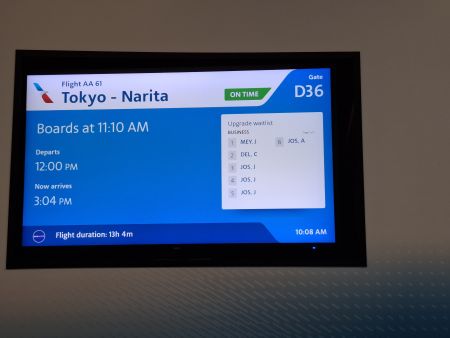 Flight AA 61
Gate
Tokyo - Narita
ON TIME
D36
Boards at 11:10 AM
Departs
12:00 PM
Now arrives
3:04 PM
Upgrade waitlist
BUSINESS
1 MEY, J
2 DEL, C
3 JOS, J
4 JOS, J
5 JOS, J
6 JOS, A
Flight duration: 13h 4m
10:08 AM